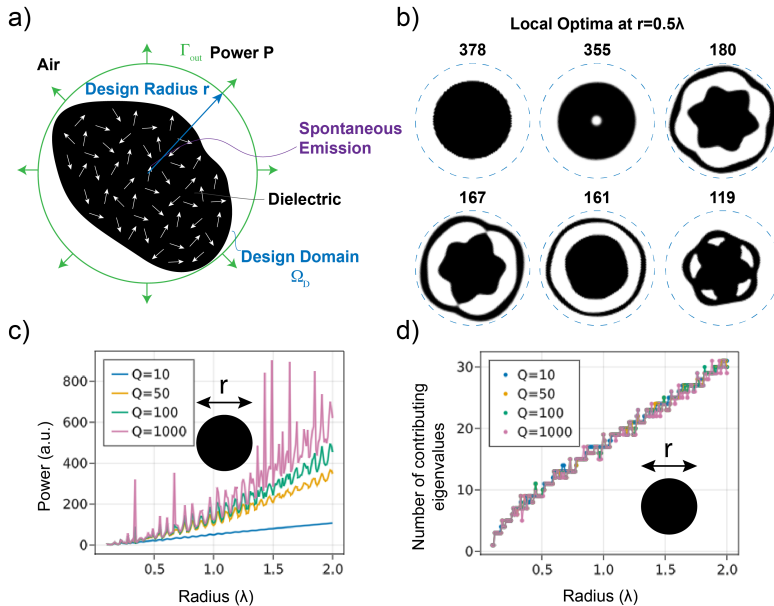 a)
Γout
Power P
Air
Design Radius r
Spontaneous
Emission
Dielectric
Design Domain
ΩD
b)
Local Optima at r=0.5λ
378
355
180
167
161
119
c)
Power (a.u.)
800
600
400
200
0
Q=10
Q=50
Q=100
Q=1000
r
0.5
1.0
1.5
2.0
Radius (λ)
d)
Number of contributing
eigenvalues
30
20
10
0
Q=10
Q=50
Q=100
Q=1000
r
0.5
1.0
1.5
2.0
Radius (λ)